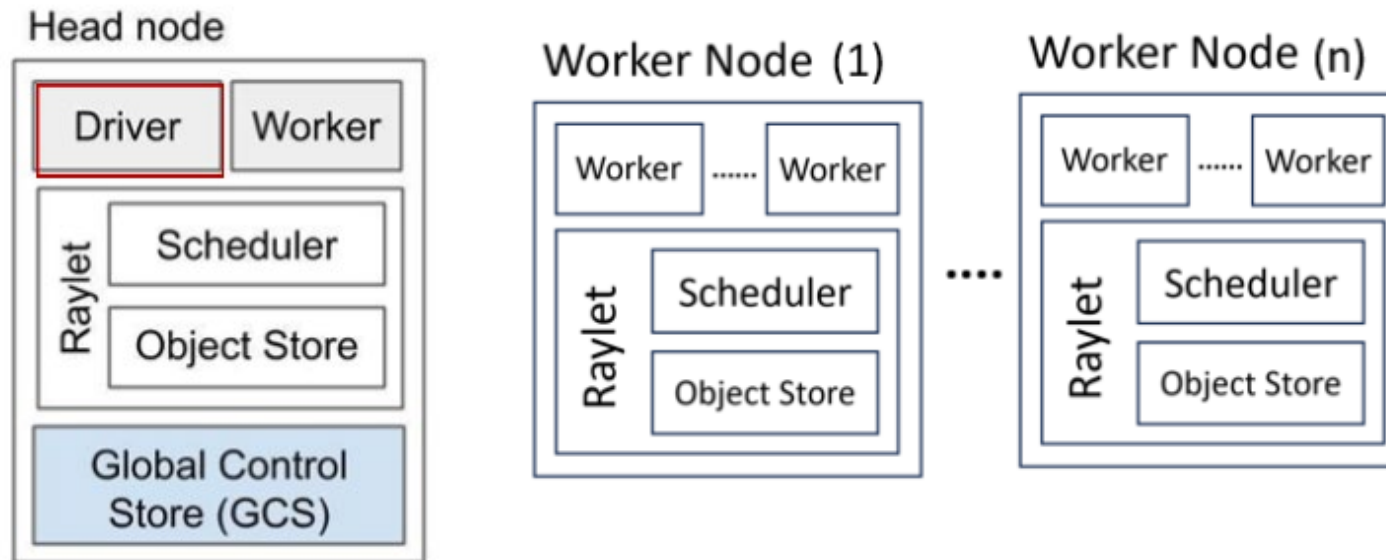 Head node
Driver
Worker
Raylet
Scheduler
Object Store
Global Control
Store (GCS)
Worker Node (1)
Worker ...... Worker
Raylet
Scheduler
Object Store
....
Worker Node (n)
Worker ...... Worker
Raylet
Scheduler
Object Store